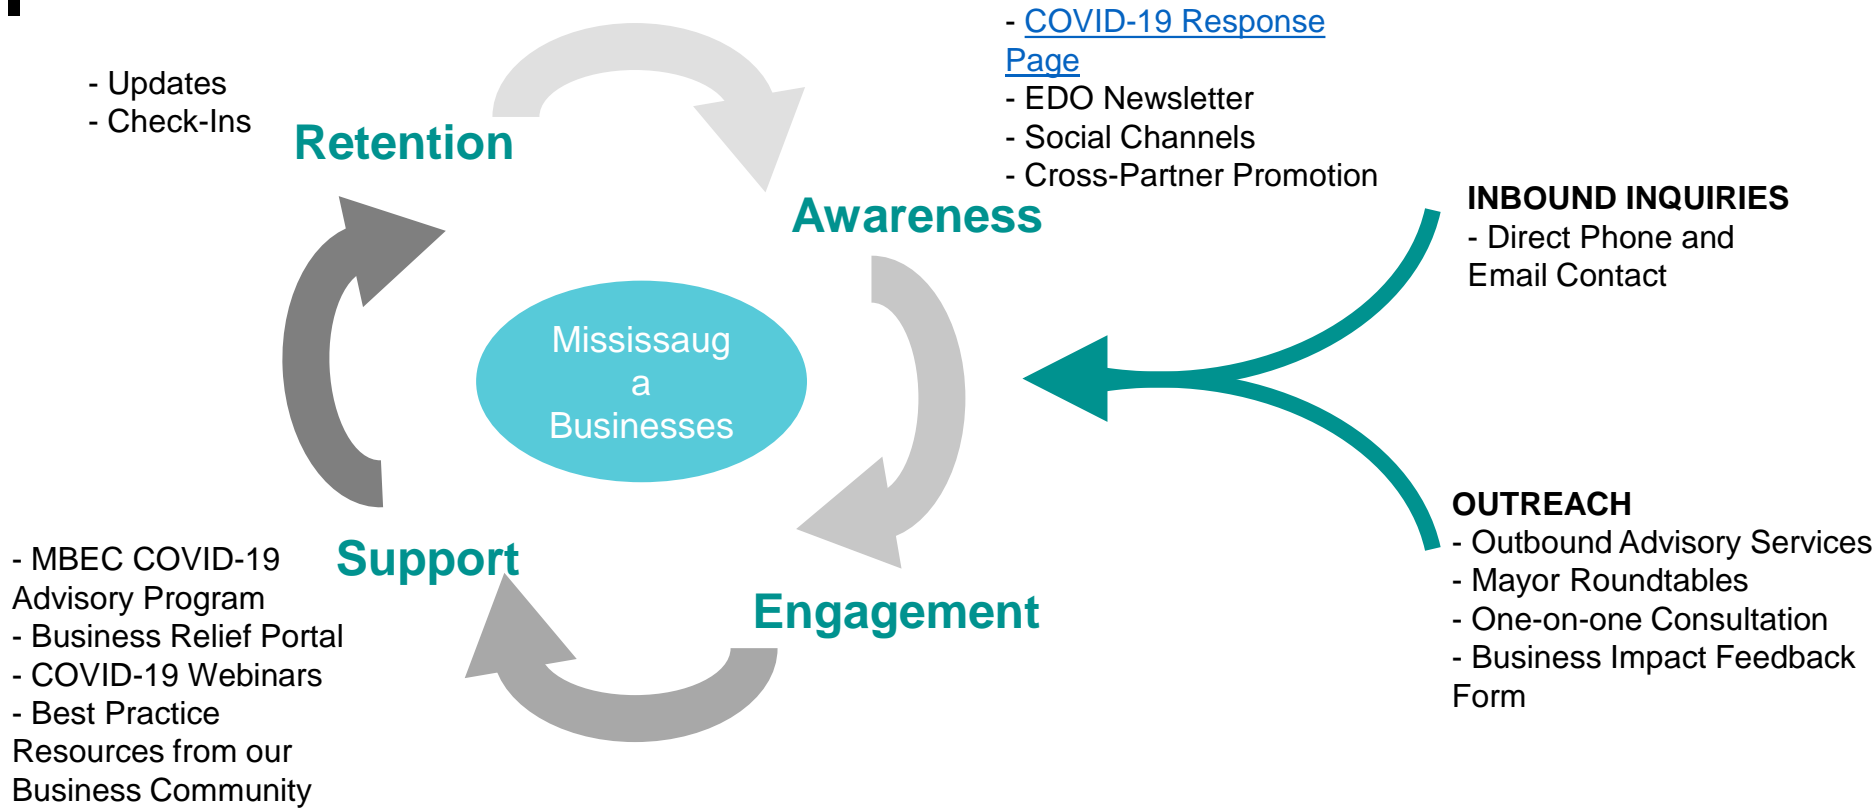 - Updates
- Check-Ins
Retention
- COVID-19 Response
Page
- EDO Newsletter
- Social Channels
- Cross-Partner Promotion
Awareness
INBOUND INQUIRIES
- Direct Phone and
Email Contact
Mississaug
a
Businesses
OUTREACH
- Outbound Advisory Services
- Mayor Roundtables
- One-on-one Consultation
- Business Impact Feedback
Form
Engagement
Support
- MBEC COVID-19
Advisory Program
- Business Relief Portal
- COVID-19 Webinars
- Best Practice
Resources from our
Business Community